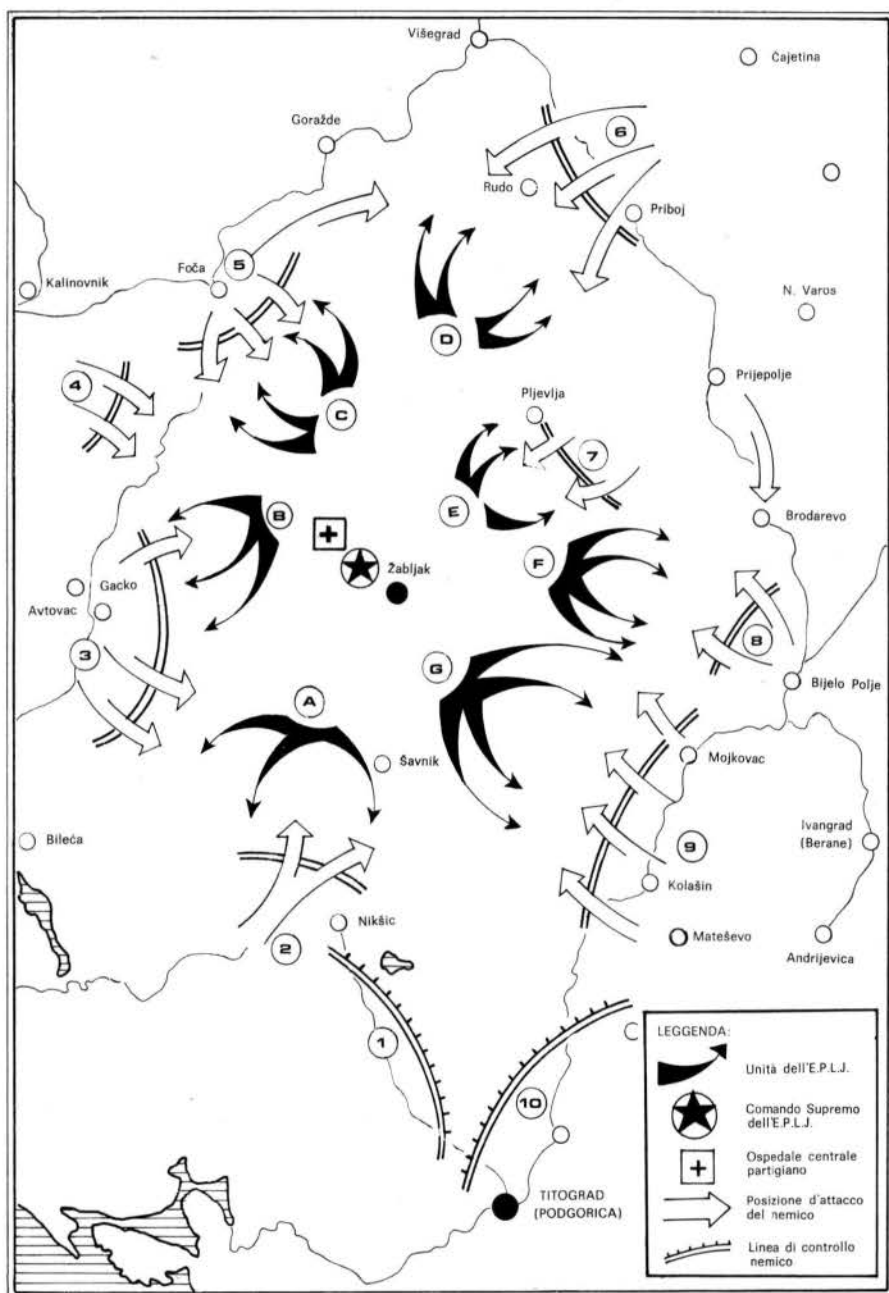 Višegrad
Čajetina
Goražde
6
Rudo
Priboj
5
Foča
Kalinovnik
N. Varos
D
4
Prijepolje
C
Pljevlja
7
B
E
Brodarevo
F
Žabljak
Gacko
Avtovac
8
3
G
Bijelo Polje
A
Šavnik
Mojkovac
Bileća
Ivangrad
(Berane)
9
Kolašin
Nikšic
2
Mateševo
Andrijevica
1
10
TITOGRAD
(PODGORICA)
LEGGENDA:
Unità dell'E.P.L.J.
Comando Supremo
dell'E.P.L.J.
Ospedale centrale
partigiano
Posizione d'attacco
del nemico
Linea di controllo
nemico